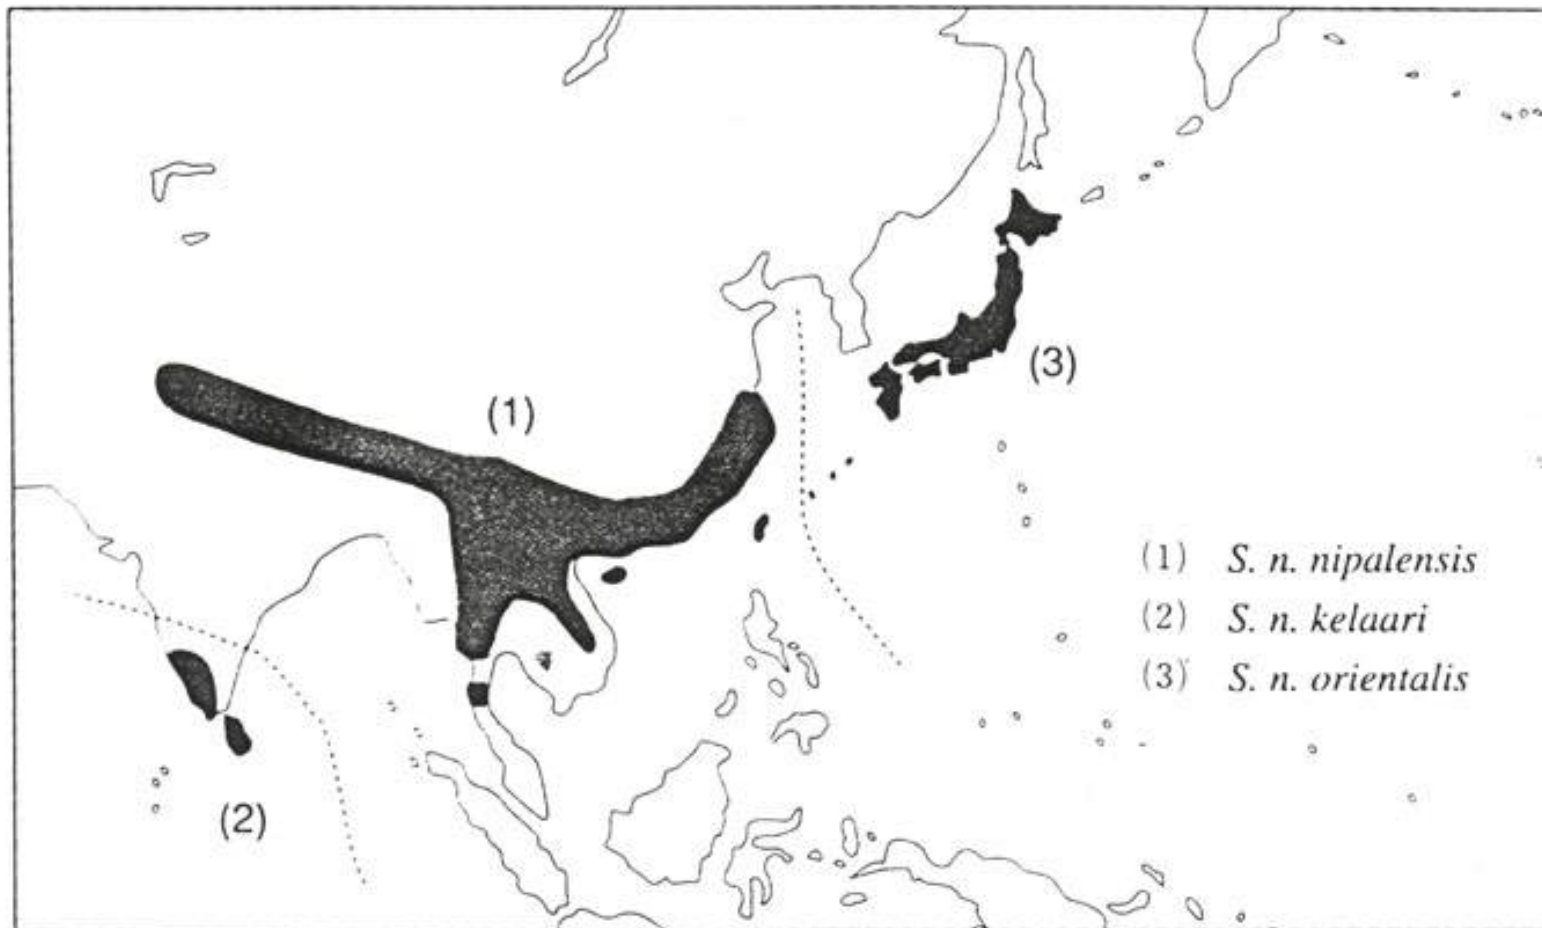 (1)
(3)
(2)
(1) S. n. nipalensis
(2) S. n. kelaari
(3) S. n. orientalis